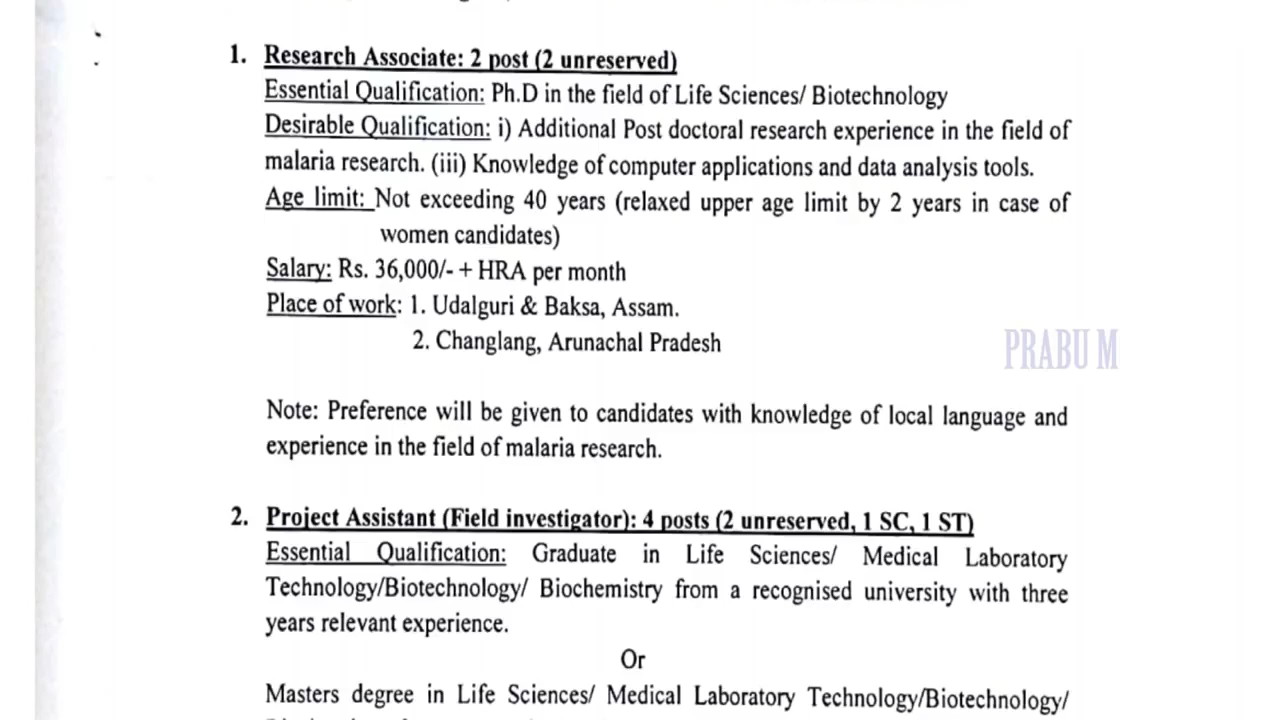 1. Research Associate: 2 post (2 unreserved)
Essential Qualification: Ph.D in the field of Life Sciences/ Biotechnology
Desirable Qualification: i) Additional Post doctoral research experience in the field of
malaria research. (iii) Knowledge of computer applications and data analysis tools.
Age limit: Not exceeding 40 years (relaxed upper age limit by 2 years in case of
women candidates)
Salary: Rs. 36,000/- + HRA per month
Place of work: 1. Udalguri & Baksa, Assam.
2. Changlang, Arunachal Pradesh
PRABU M
Note: Preference will be given to candidates with knowledge of local language and
experience in the field of malaria research.
2. Project Assistant (Field investigator): 4 posts (2 unreserved, 1 SC, 1 ST)
Essential Qualification: Graduate in Life Sciences/ Medical Laboratory
Technology/Biotechnology/ Biochemistry from a recognised university with three
years relevant experience.
Or
Masters degree in Life Sciences/ Medical Laboratory Technology/Biotechnology/